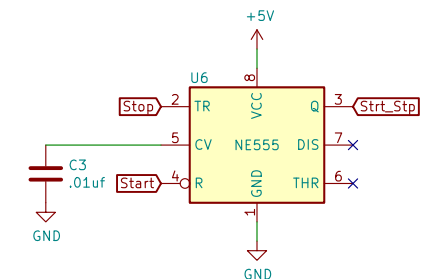 +5V
U6
8
VCC
Stop 2 TR Q 3 Strt_Stp
5 CV NE555 DIS 7
C3
.01uf
Start 4 R THR 6
GND
1
GND
GND